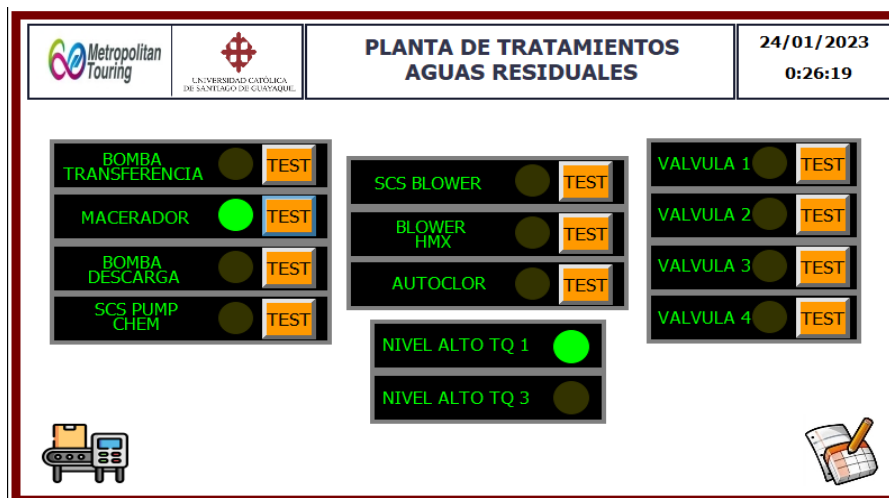 Metropolitan
Touring
UNIVERSIDAD CATÓLICA
DE SANTIAGO DE GUAYAQUIL
PLANTA DE TRATAMIENTOS
AGUAS RESIDUALES
24/01/2023
0:26:19
BOMBA
TRANSFERENCIA
TEST
MACERADOR
TEST
BOMBA
DESCARGA
TEST
SCS PUMP
CHEM
TEST
SCS BLOWER
TEST
BLOWER
HMX
TEST
AUTOCLOR
TEST
NIVEL ALTO TQ 1
NIVEL ALTO TQ 3
VALVULA 1
TEST
VALVULA 2
TEST
VALVULA 3
TEST
VALVULA 4
TEST